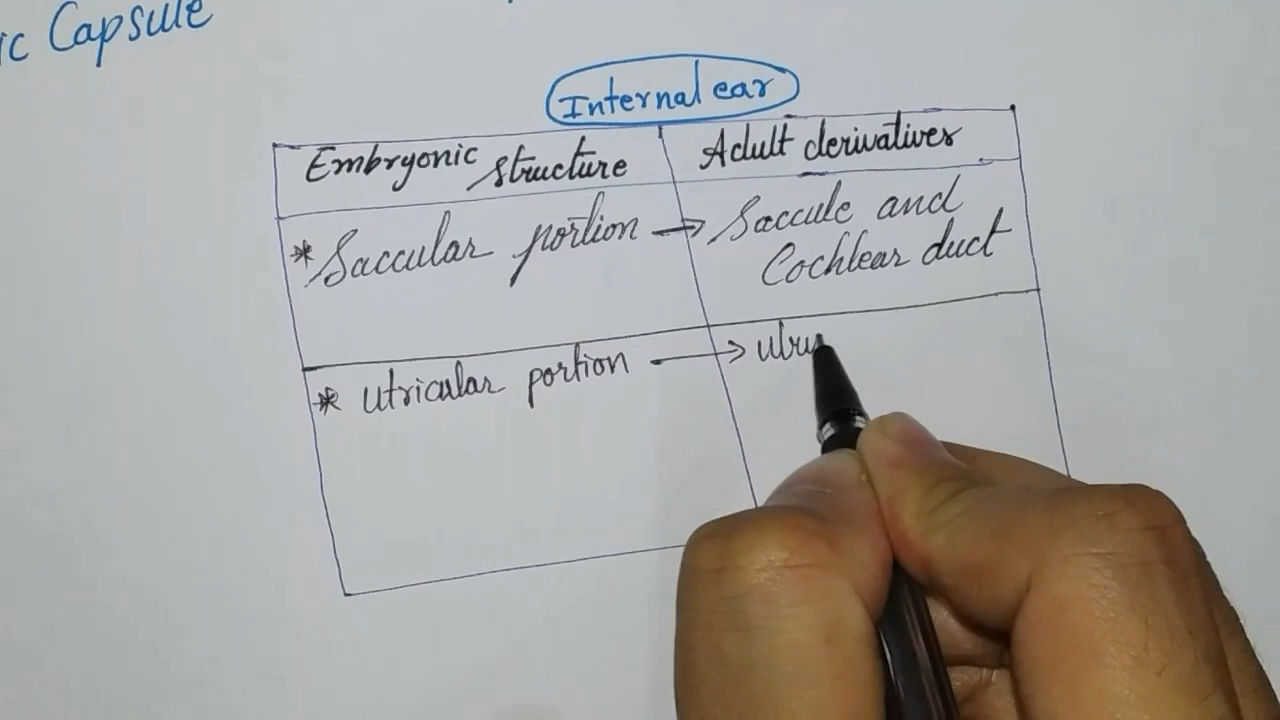 Capsule
Internal ear
Embryonic structure
Adult derivatives
* Saccular portion → Saccule and
Cochlear duct
* Utricular portion →